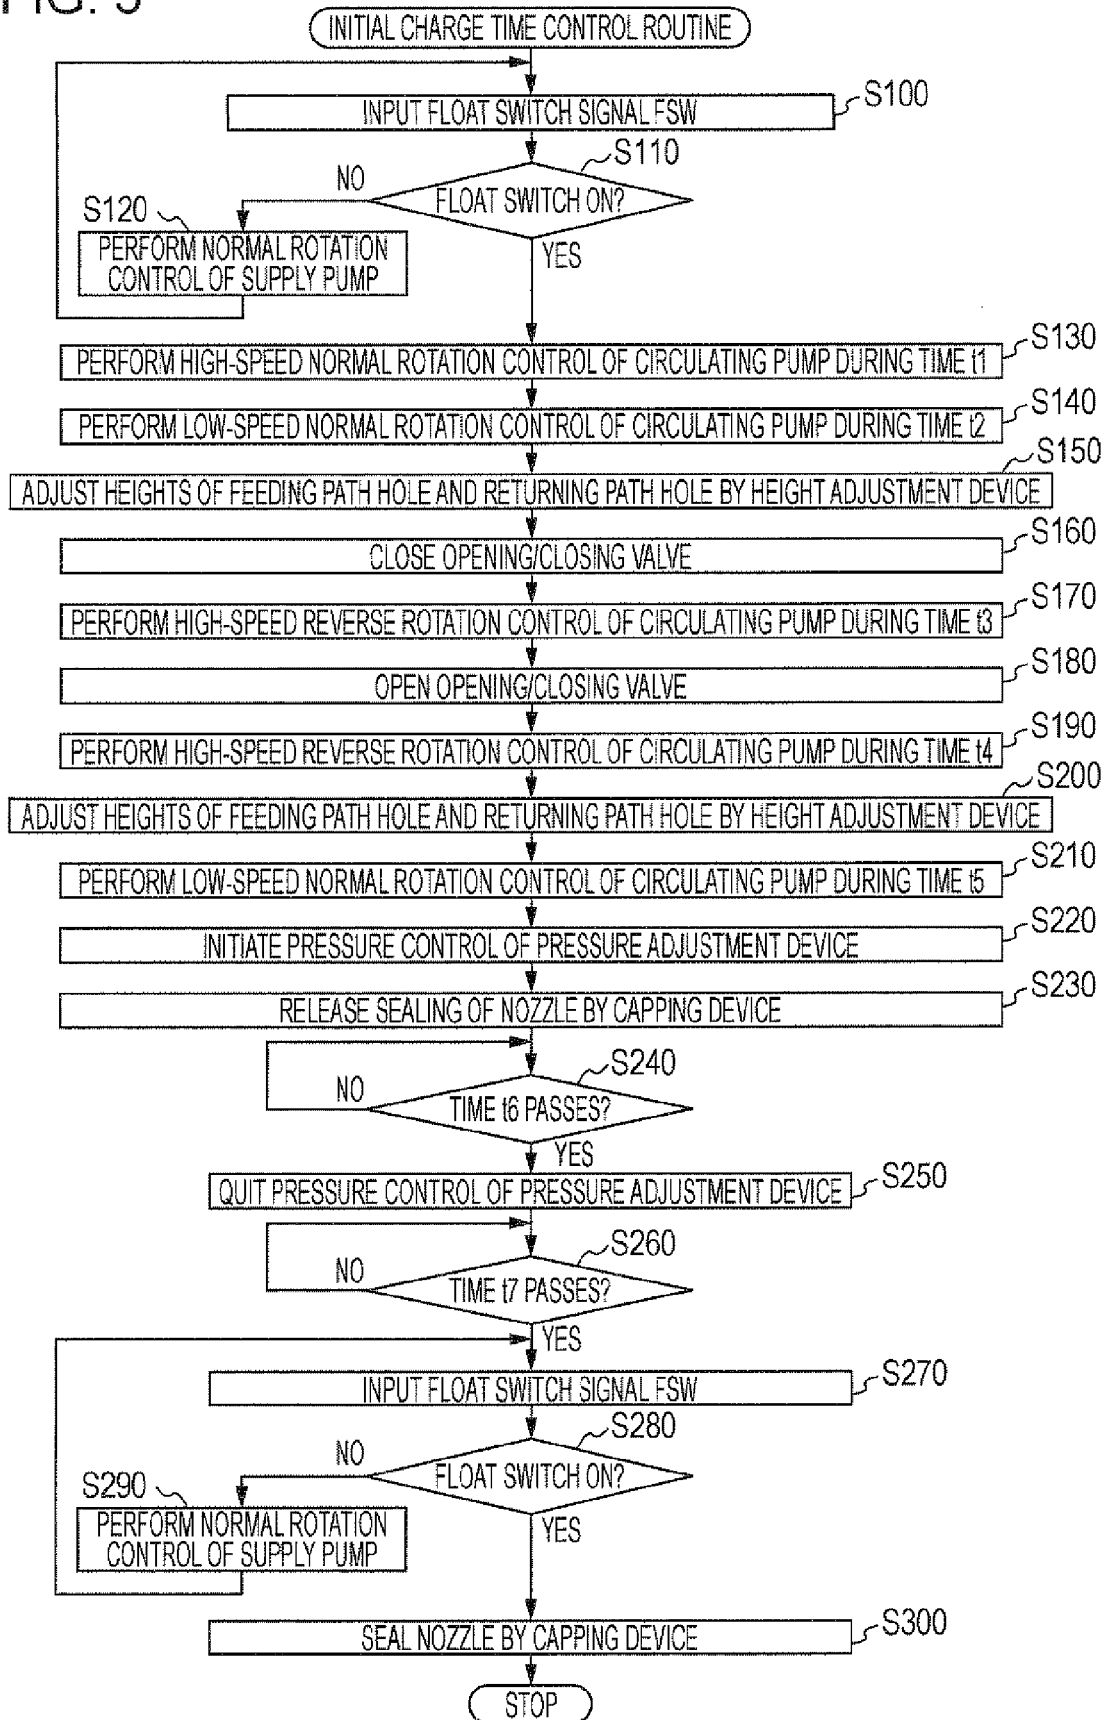 INITIAL CHARGE TIME CONTROL ROUTINE
INPUT FLOAT SWITCH SIGNAL FSW
S100
S110
FLOAT SWITCH ON?
NO
YES
S120
PERFORM NORMAL ROTATION
CONTROL OF SUPPLY PUMP
S130
PERFORM HIGH-SPEED NORMAL ROTATION CONTROL OF CIRCULATING PUMP DURING TIME t1
S140
PERFORM LOW-SPEED NORMAL ROTATION CONTROL OF CIRCULATING PUMP DURING TIME t2
S150
ADJUST HEIGHTS OF FEEDING PATH HOLE AND RETURNING PATH HOLE BY HEIGHT ADJUSTMENT DEVICE
S160
CLOSE OPENING/CLOSING VALVE
S170
PERFORM HIGH-SPEED REVERSE ROTATION CONTROL OF CIRCULATING PUMP DURING TIME t3
S180
OPEN OPENING/CLOSING VALVE
S190
PERFORM HIGH-SPEED REVERSE ROTATION CONTROL OF CIRCULATING PUMP DURING TIME t4
S200
ADJUST HEIGHTS OF FEEDING PATH HOLE AND RETURNING PATH HOLE BY HEIGHT ADJUSTMENT DEVICE
S210
PERFORM LOW-SPEED NORMAL ROTATION CONTROL OF CIRCULATING PUMP DURING TIME t5
S220
INITIATE PRESSURE CONTROL OF PRESSURE ADJUSTMENT DEVICE
S230
RELEASE SEALING OF NOZZLE BY CAPPING DEVICE
S240
NO
TIME t6 PASSES?
YES
S250
QUIT PRESSURE CONTROL OF PRESSURE ADJUSTMENT DEVICE
S260
NO
TIME t7 PASSES?
YES
S270
INPUT FLOAT SWITCH SIGNAL FSW
S280
NO
FLOAT SWITCH ON?
YES
S290
PERFORM NORMAL ROTATION
CONTROL OF SUPPLY PUMP
S300
SEAL NOZZLE BY CAPPING DEVICE
STOP